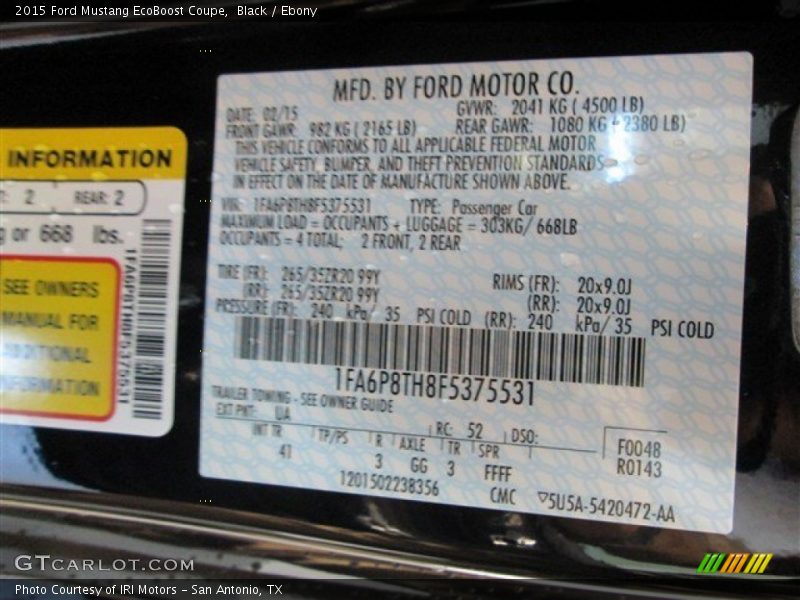 2015 Ford Mustang EcoBoost Coupe, Black / Ebony
INFORMATION
2 REAR: 2
or 668 lbs.
SEE OWNERS
MANUAL FOR
ADDITIONAL
INFORMATION
1FA6P8TH8F5375531
MFD. BY FORD MOTOR CO.
DATE: 02/15 GVWR: 2041 KG ( 4500 LB)
FRONT GAWR: 982 KG ( 2165 LB) REAR GAWR: 1080 KG ( 2380 LB)
THIS VEHICLE CONFORMS TO ALL APPLICABLE FEDERAL MOTOR
VEHICLE SAFETY, BUMPER, AND THEFT PREVENTION STANDARDS
IN EFFECT ON THE DATE OF MANUFACTURE SHOWN ABOVE.
VIN: 1FA6P8TH8F5375531 TYPE: Passenger Car
MAXIMUM LOAD = OCCUPANTS + LUGGAGE = 303KG/ 668LB
OCCUPANTS = 4 TOTAL: 2 FRONT, 2 REAR
TIRE (FR): 265/35ZR20 99Y RIMS (FR): 20x9.0J
(RR): 265/35ZR20 99Y (RR): 20x9.0J
PRESSURE (FR): 240 kPa/ 35 PSI COLD (RR): 240 kPa/ 35 PSI COLD
1FA6P8TH8F5375531
TRAILER TOWING - SEE OWNER GUIDE
EXT PNT: UA RC: 52 DSO:
INT TR TP/PS R AXLE TR SPR F0048
41 3 GG 3 FFFF R0143
1201502238356 CMC ▽5U5A-5420472-AA
GTCARLOT.COM
Photo Courtesy of IRI Motors – San Antonio, TX